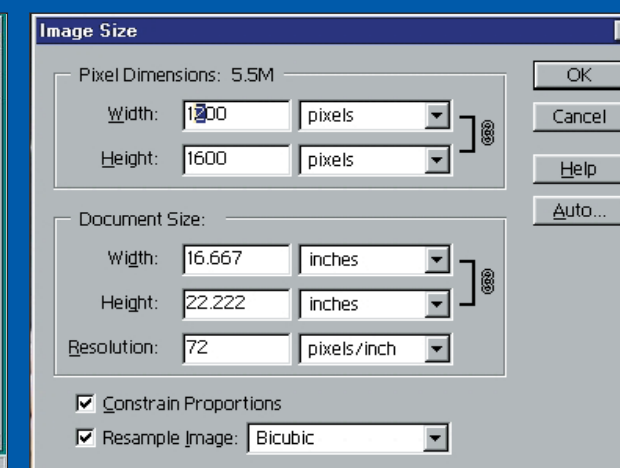 Image Size
Pixel Dimensions: 5.5M
OK
Width: 1200 pixels
Cancel
Height: 1600 pixels
Help
Auto...
Document Size:
Width: 16.667 inches
Height: 22.222 inches
Resolution: 72 pixels/inch
Constrain Proportions
Resample Image: Bicubic